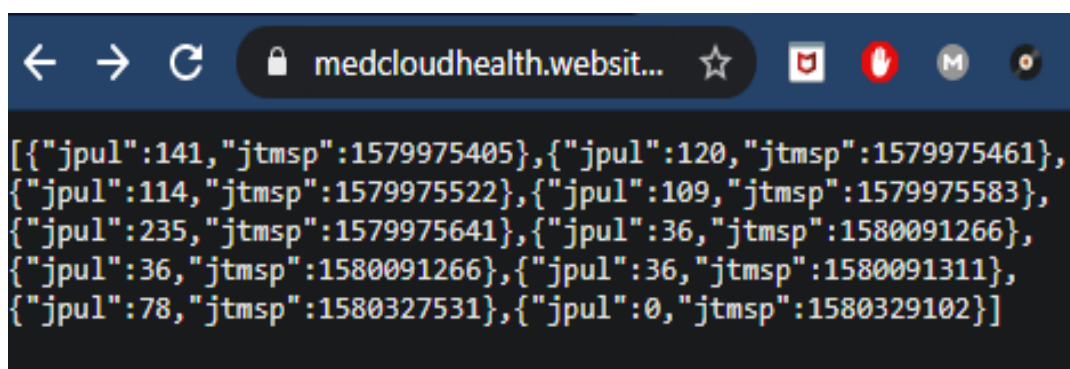 medcloudhealth.websit...
M
[{"jpul":141,"jtmsp":1579975405},{"jpul":120,"jtmsp":1579975461},
{"jpul":114,"jtmsp":1579975522},{"jpul":109,"jtmsp":1579975583},
{"jpul":235,"jtmsp":1579975641},{"jpul":36,"jtmsp":1580091266},
{"jpul":36,"jtmsp":1580091266},{"jpul":36,"jtmsp":1580091311},
{"jpul":78,"jtmsp":1580327531},{"jpul":0,"jtmsp":1580329102}]